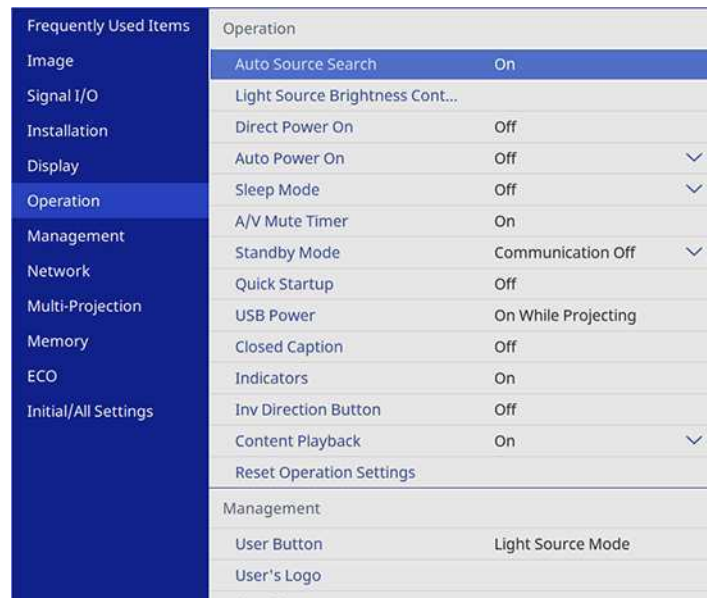 Frequently Used Items
Image
Signal I/O
Installation
Display
Operation
Management
Network
Multi-Projection
Memory
ECO
Initial/All Settings
Operation
Auto Source Search On
Light Source Brightness Cont...
Direct Power On Off
Auto Power On Off
Sleep Mode Off
A/V Mute Timer On
Standby Mode Communication Off
Quick Startup Off
USB Power On While Projecting
Closed Caption Off
Indicators On
Inv Direction Button Off
Content Playback On
Reset Operation Settings
Management
User Button Light Source Mode
User's Logo